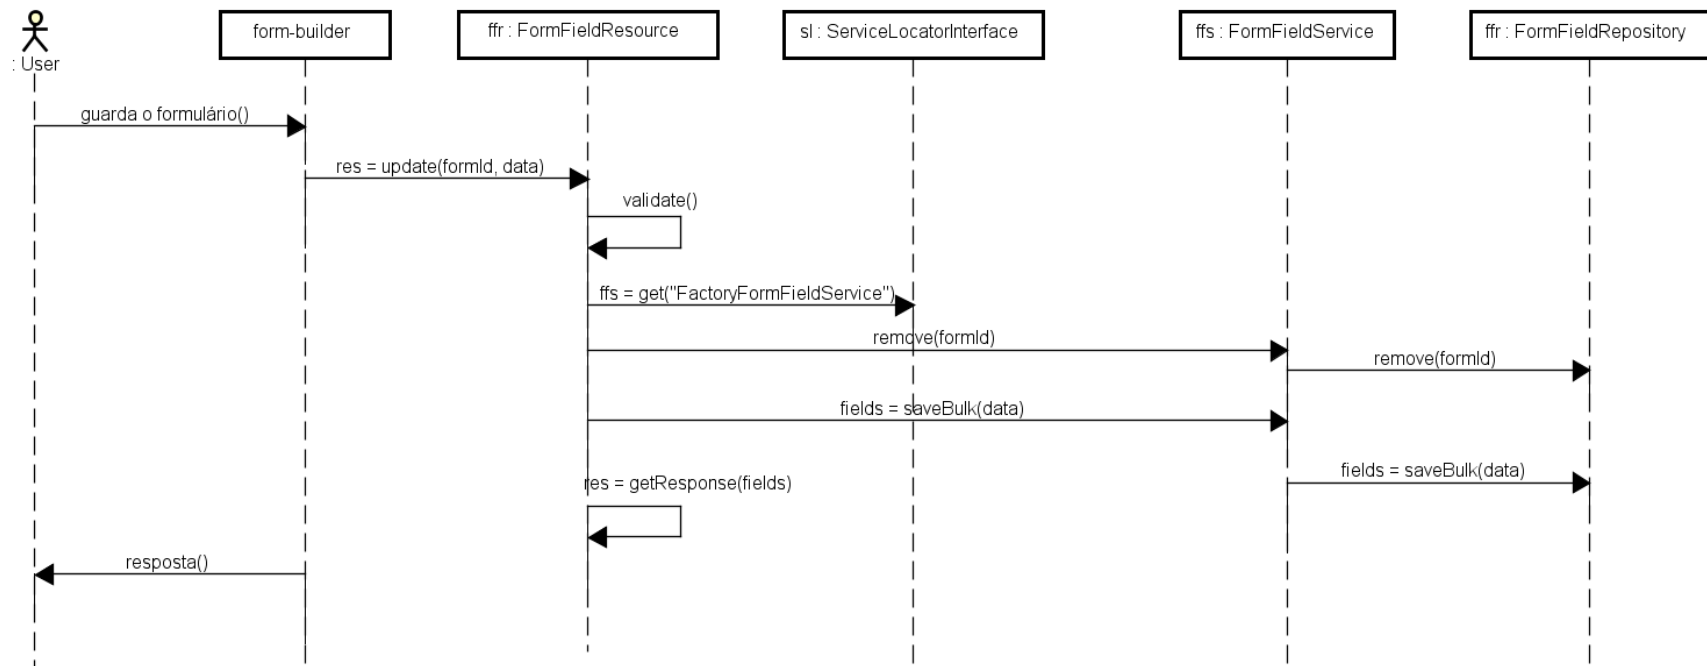 : User
form-builder
ffr : FormFieldResource
sl : ServiceLocatorInterface
ffs : FormFieldService
ffr : FormFieldRepository
guarda o formulário()
res = update(formId, data)
validate()
ffs = get("FactoryFormFieldService")
remove(formId)
remove(formId)
fields = saveBulk(data)
fields = saveBulk(data)
res = getResponse(fields)
resposta()